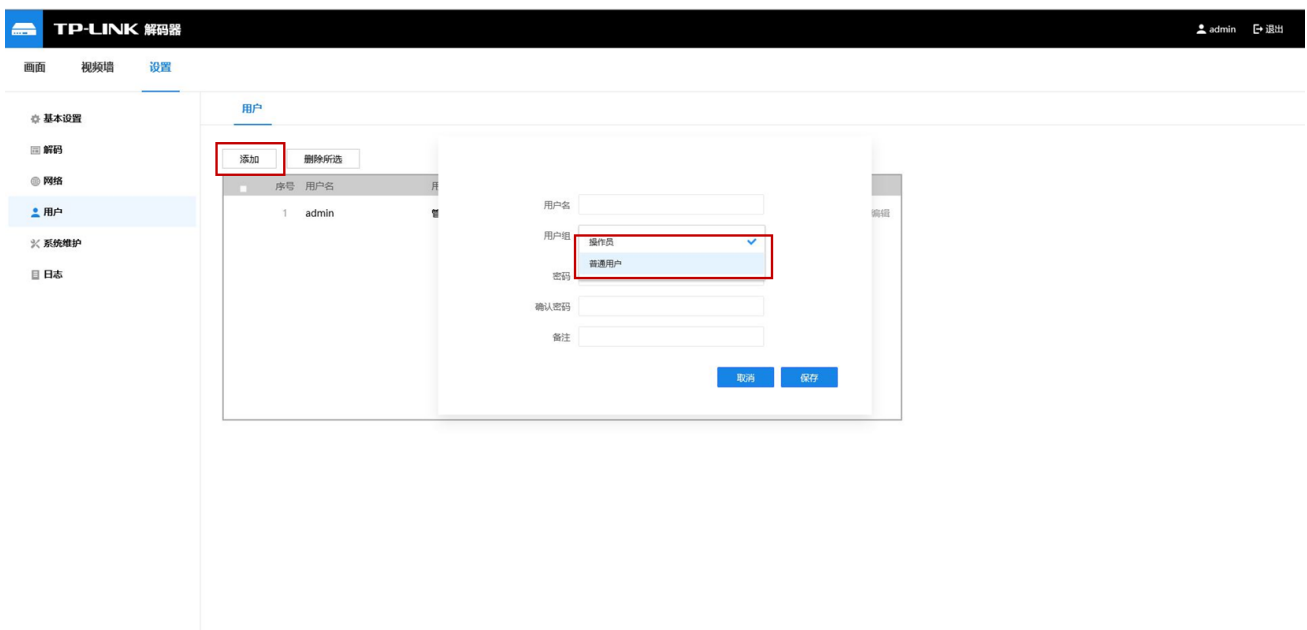 TP-LINK 解码器
admin 退出
画面 视频墙 设置
基本设置
解码
网络
用户
系统维护
日志
用户
添加 删除所选
序号 用户名
1 admin
编辑
用户名
用户组
操作员
普通用户
密码
确认密码
备注
取消 保存